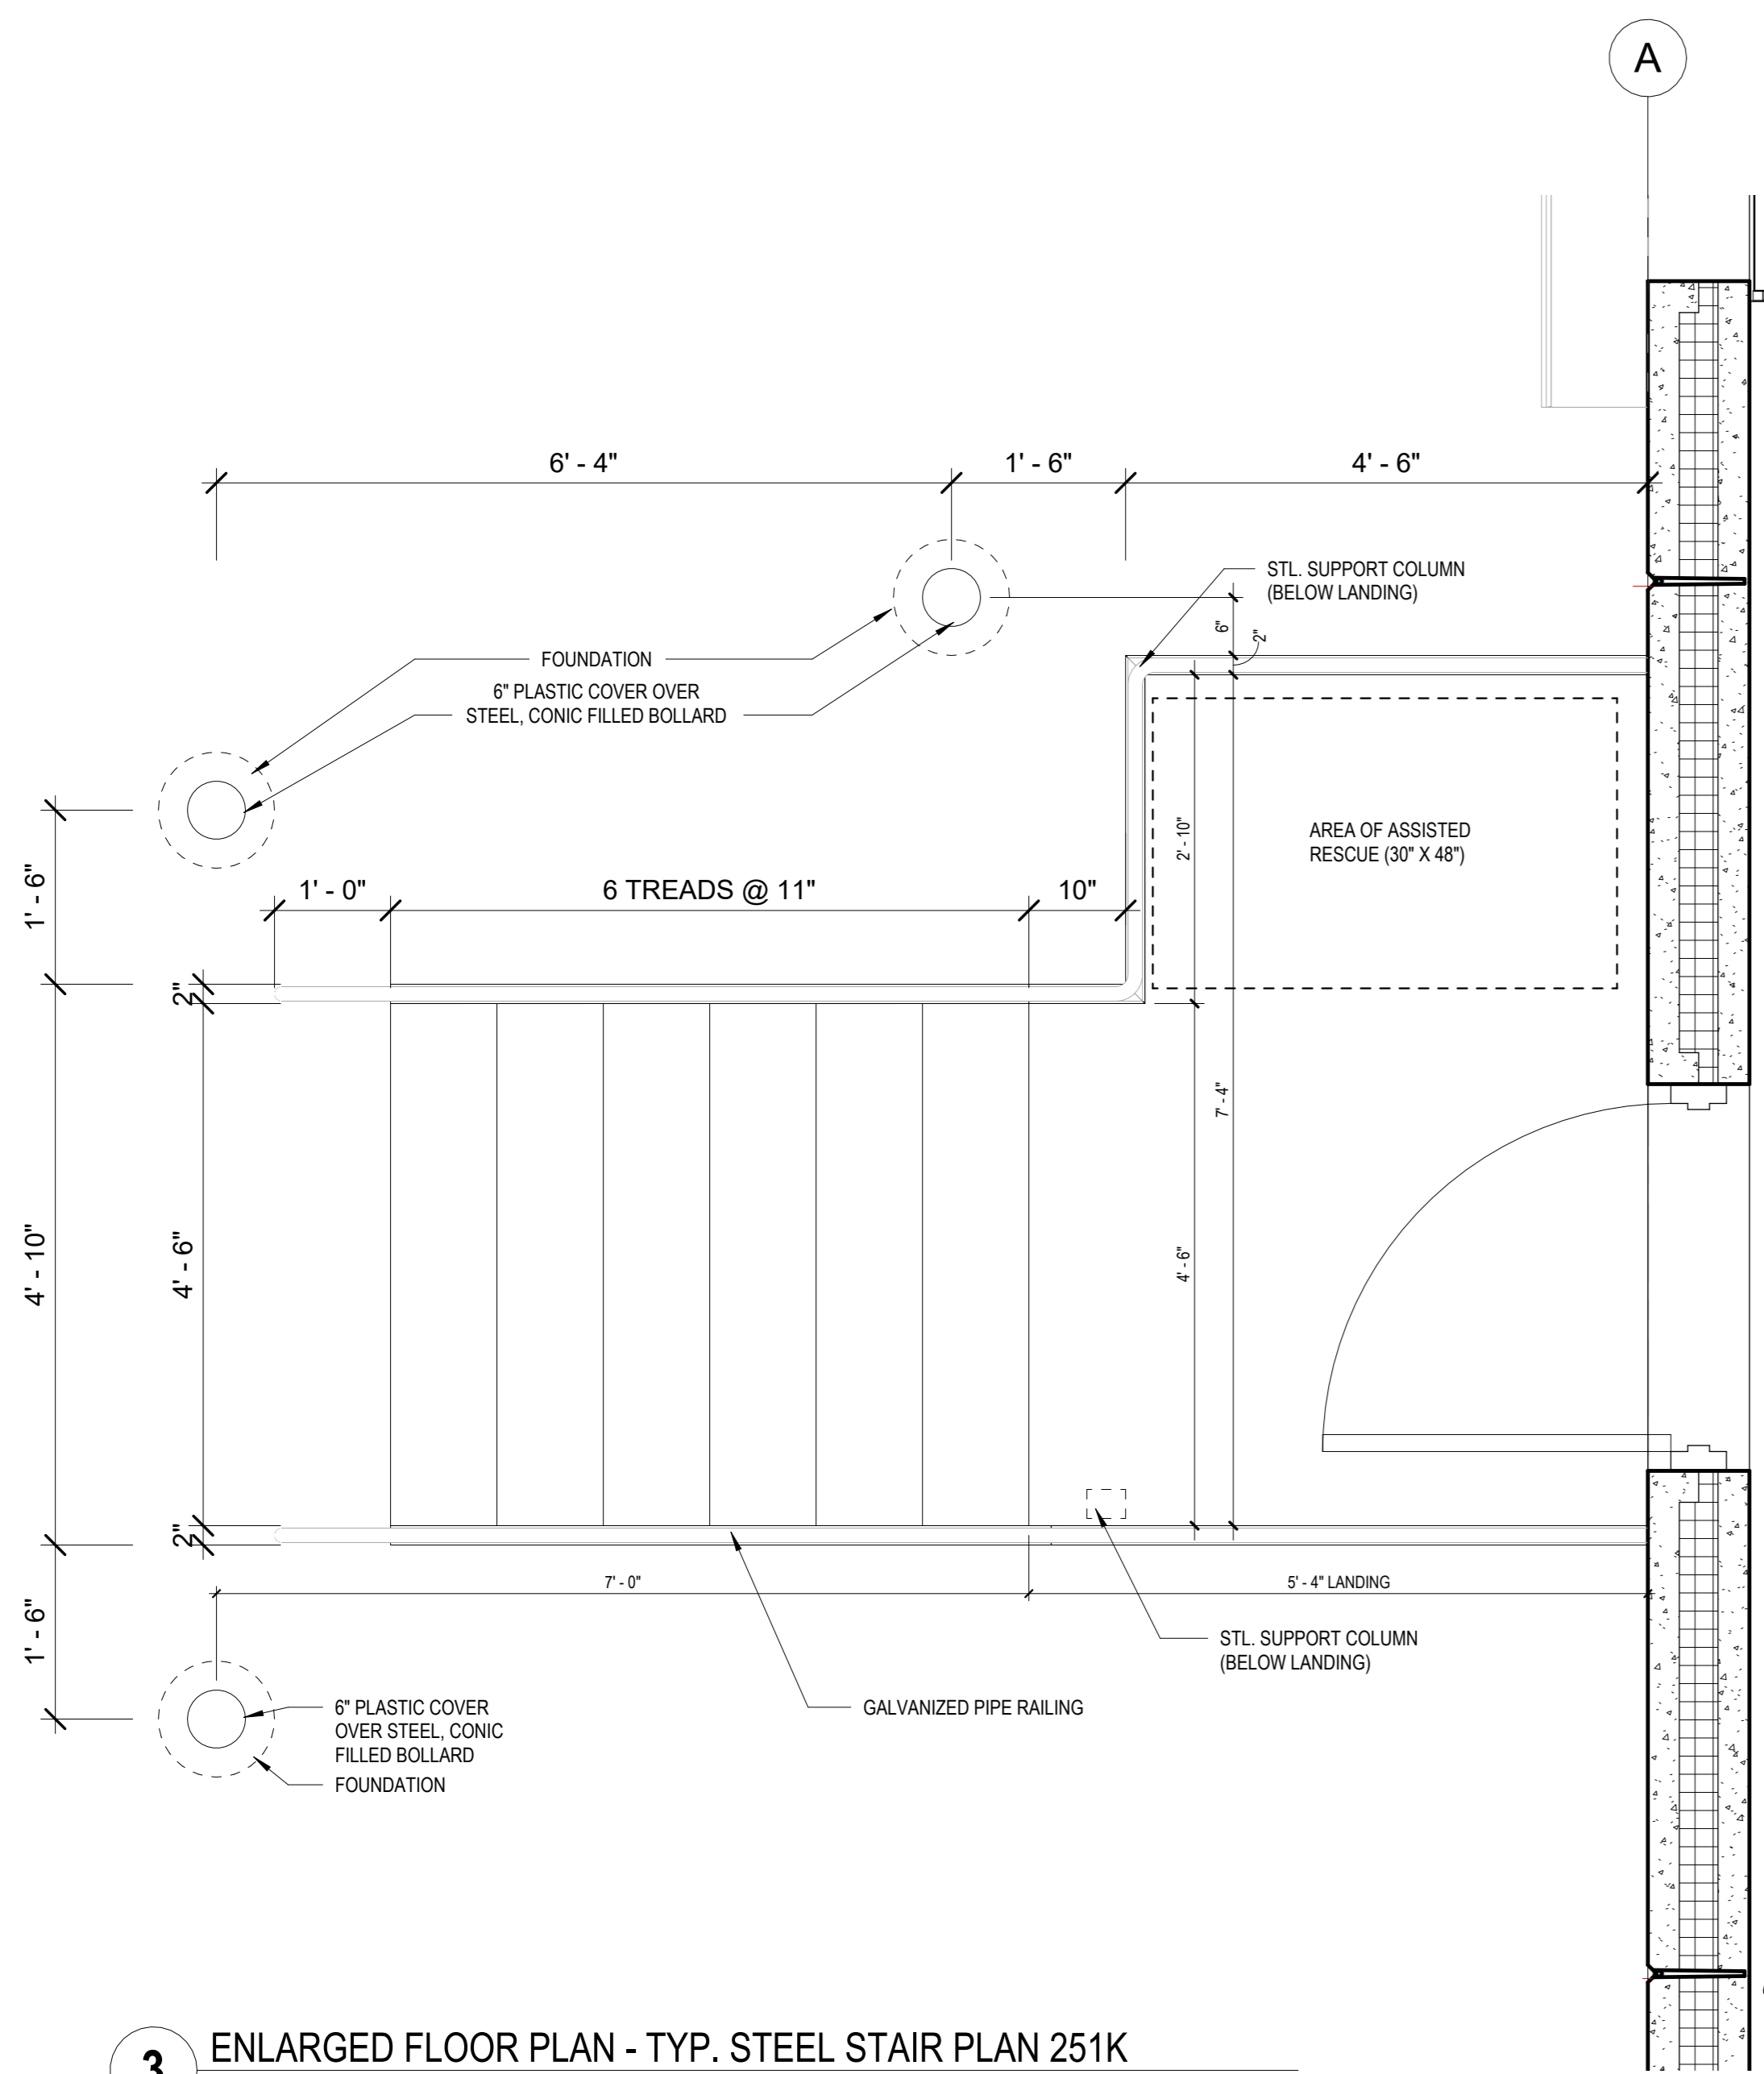 A
6' - 4"
1' - 6"
4' - 6"
STL. SUPPORT COLUMN
(BELOW LANDING)
6"
2"
FOUNDATION
6" PLASTIC COVER OVER
STEEL, CONIC FILLED BOLLARD
AREA OF ASSISTED
RESCUE (30" X 48")
2' - 10"
1' - 6"
1' - 0"
6 TREADS @ 11"
10"
2"
7' - 4"
4' - 10"
4' - 6"
4' - 6"
2"
7' - 0"
5' - 4" LANDING
1' - 6"
STL. SUPPORT COLUMN
(BELOW LANDING)
GALVANIZED PIPE RAILING
6" PLASTIC COVER
OVER STEEL, CONIC
FILLED BOLLARD
FOUNDATION
3
ENLARGED FLOOR PLAN - TYP. STEEL STAIR PLAN 251K